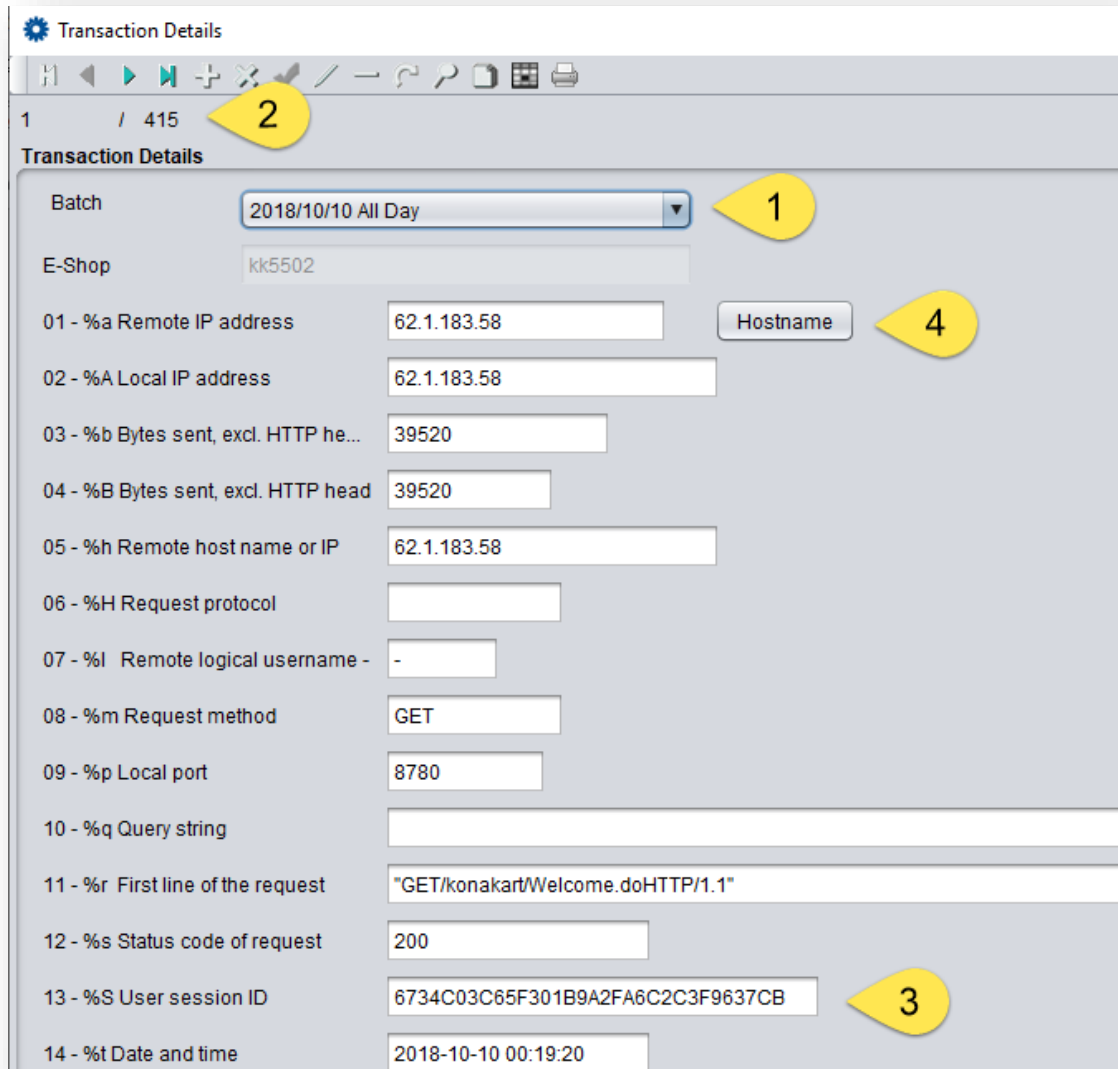 Transaction Details
1 / 415 2
Transaction Details
Batch 2018/10/10 All Day 1
E-Shop kk5502
01 - %a Remote IP address 62.1.183.58 Hostname 4
02 - %A Local IP address 62.1.183.58
03 - %b Bytes sent, excl. HTTP he... 39520
04 - %B Bytes sent, excl. HTTP head 39520
05 - %h Remote host name or IP 62.1.183.58
06 - %H Request protocol
07 - %l Remote logical username - -
08 - %m Request method GET
09 - %p Local port 8780
10 - %q Query string
11 - %r First line of the request "GET/konakart/Welcome.doHTTP/1.1"
12 - %s Status code of request 200
13 - %S User session ID 6734C03C65F301B9A2FA6C2C3F9637CB 3
14 - %t Date and time 2018-10-10 00:19:20